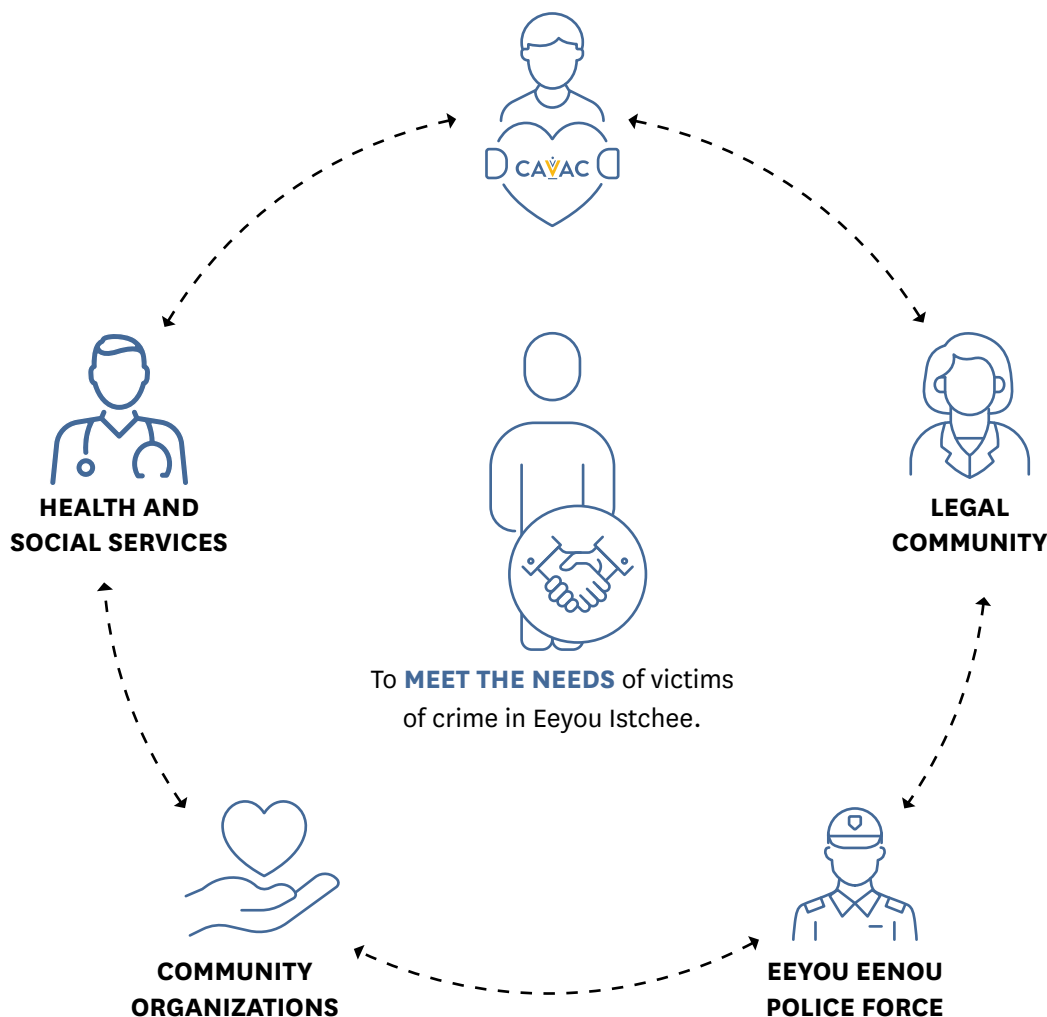 CAVAC
HEALTH AND
SOCIAL SERVICES
LEGAL
COMMUNITY
To MEET THE NEEDS of victims
of crime in Eeyou Istchee.
COMMUNITY
ORGANIZATIONS
EEYOU EENOU
POLICE FORCE